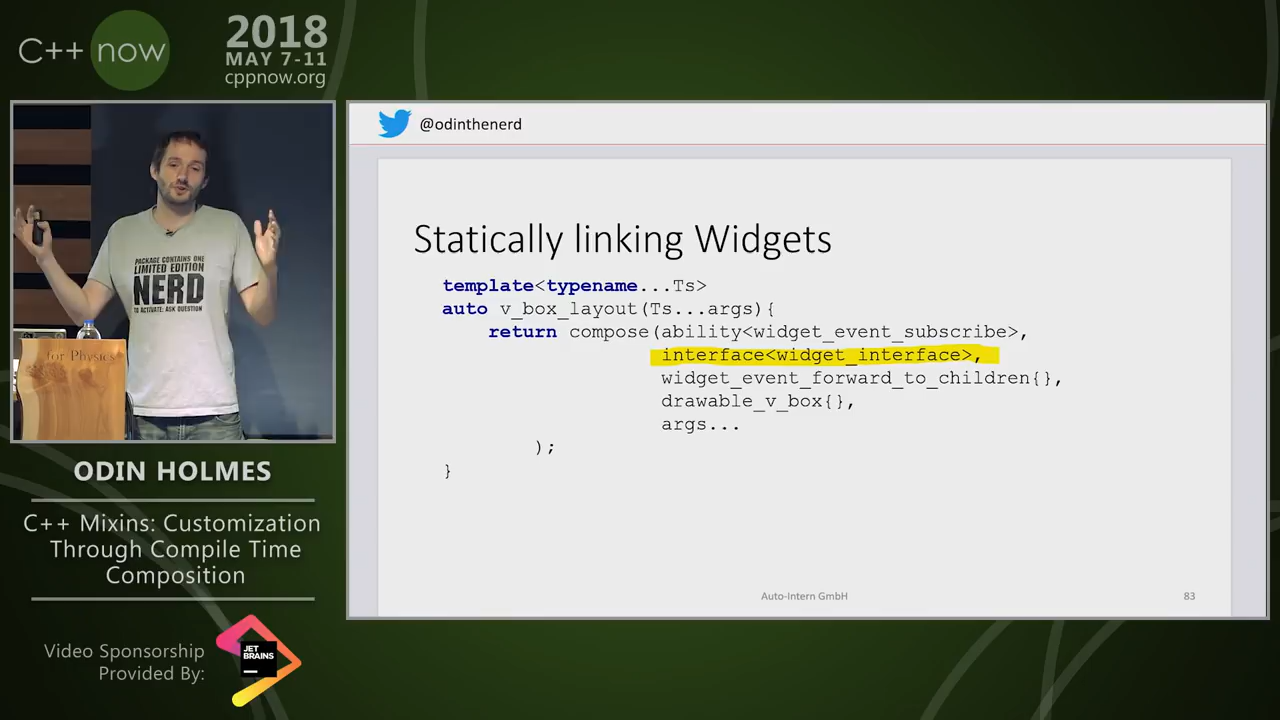 C++ now
2018
MAY 7-11
cppnow.org
@odinthenerd
PACKAGE CONTAINS ONE
LIMITED EDITION
NERD
TO ACTIVATE: ASK QUESTION
for Physics
Statically linking Widgets
template<typename...Ts>
auto v_box_layout(Ts...args){
return compose(ability<widget_event_subscribe>,
interface<widget_interface>,
widget_event_forward_to_children{},
drawable_v_box{},
args...
);
}
Auto-Intern GmbH
83
ODIN HOLMES
C++ Mixins: Customization
Through Compile Time
Composition
Video Sponsorship
Provided By:
JET
BRAINS